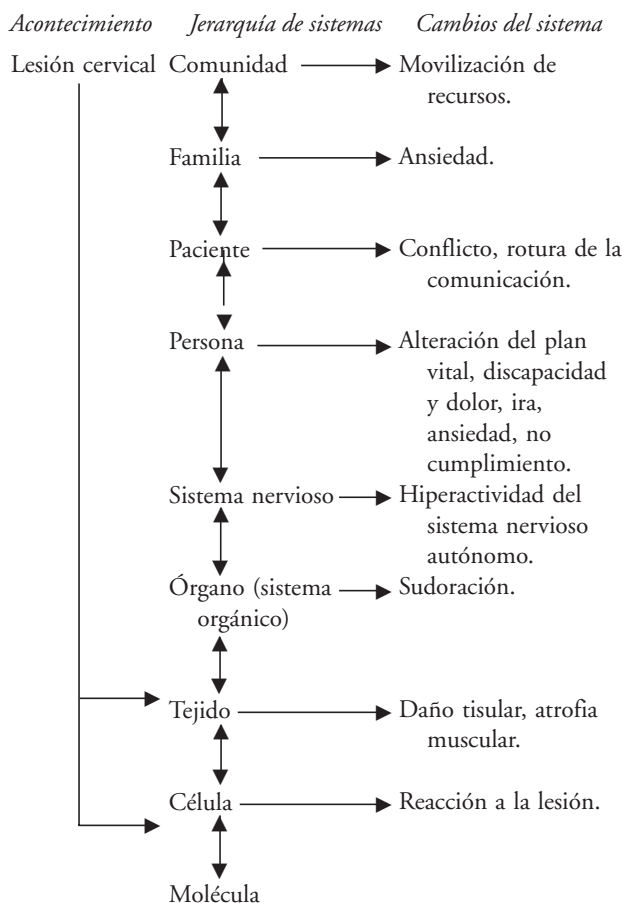 Acontecimiento Jerarquía de sistemas Cambios del sistema
Lesión cervical Comunidad Movilización de
recursos.
Familia Ansiedad.
Paciente Conflicto, rotura de la
comunicación.
Persona Alteración del plan
vital, discapacidad
y dolor, ira,
ansiedad, no
cumplimiento.
Sistema nervioso Hiperactividad del
sistema nervioso
autónomo.
Órgano (sistema Sudoración.
orgánico)
Tejido Daño tisular, atrofia
muscular.
Célula Reacción a la lesión.
Molécula